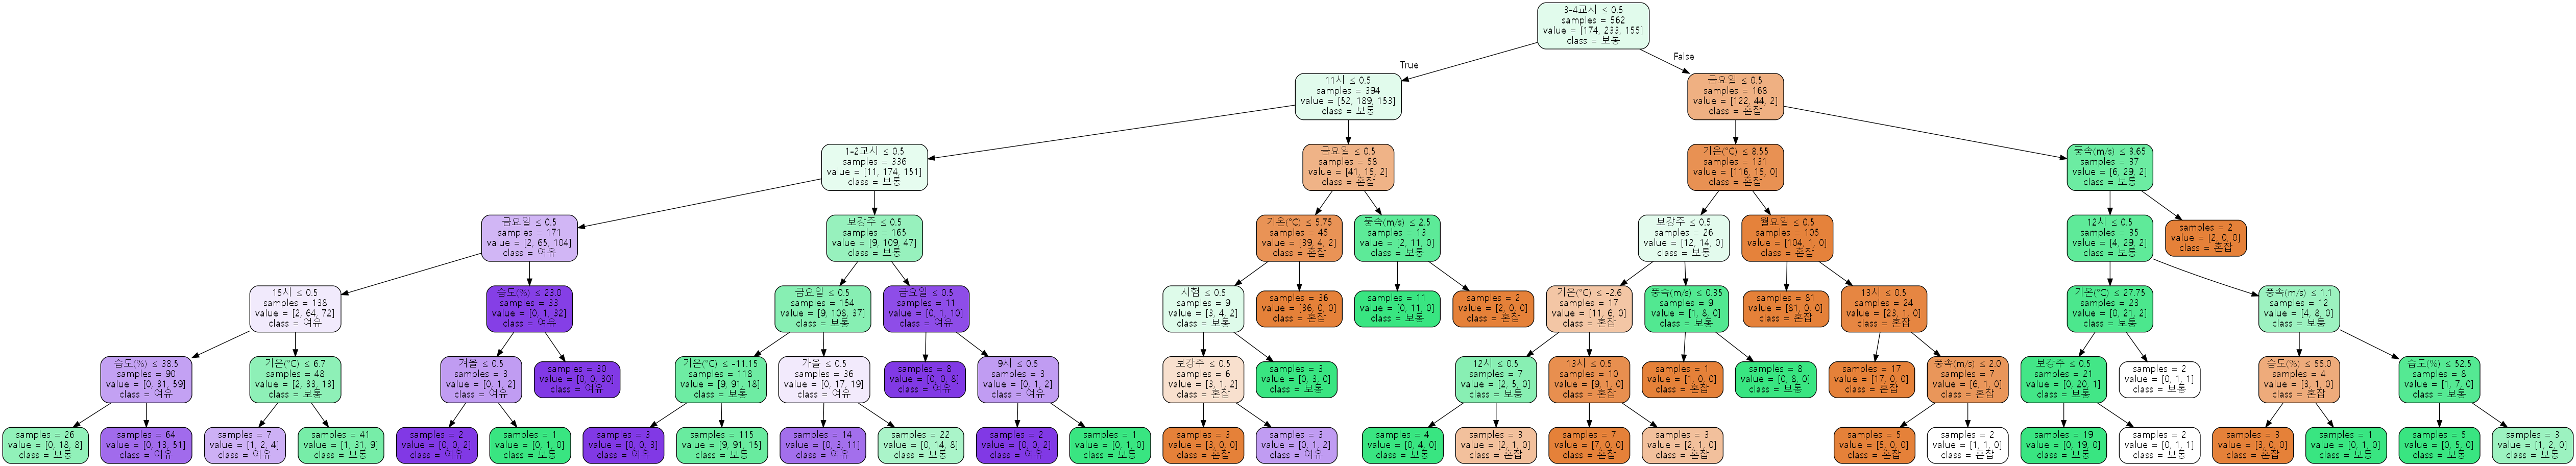 3-4교시 ≤ 0.5
samples = 562
value = [174, 233, 155]
class = 보통
True
False
11시 ≤ 0.5
samples = 394
value = [52, 189, 153]
class = 보통
금요일 ≤ 0.5
samples = 168
value = [122, 44, 2]
class = 혼잡
1-2교시 ≤ 0.5
samples = 336
value = [11, 174, 151]
class = 보통
금요일 ≤ 0.5
samples = 58
value = [41, 15, 2]
class = 혼잡
기온(°C) ≤ 8.55
samples = 131
value = [116, 15, 0]
class = 혼잡
풍속(m/s) ≤ 3.65
samples = 37
value = [6, 29, 2]
class = 보통
금요일 ≤ 0.5
samples = 171
value = [2, 65, 104]
class = 여유
보강주 ≤ 0.5
samples = 165
value = [9, 109, 47]
class = 보통
기온(°C) ≤ 5.75
samples = 45
value = [39, 4, 2]
class = 혼잡
풍속(m/s) ≤ 2.5
samples = 13
value = [2, 11, 0]
class = 보통
보강주 ≤ 0.5
samples = 26
value = [12, 14, 0]
class = 보통
월요일 ≤ 0.5
samples = 105
value = [104, 1, 0]
class = 혼잡
12시 ≤ 0.5
samples = 35
value = [4, 29, 2]
class = 보통
samples = 2
value = [2, 0, 0]
class = 혼잡
15시 ≤ 0.5
samples = 138
value = [2, 64, 72]
class = 여유
습도(%) ≤ 23.0
samples = 33
value = [0, 1, 32]
class = 여유
금요일 ≤ 0.5
samples = 154
value = [9, 108, 37]
class = 보통
금요일 ≤ 0.5
samples = 11
value = [0, 1, 10]
class = 여유
시험 ≤ 0.5
samples = 9
value = [3, 4, 2]
class = 보통
samples = 36
value = [36, 0, 0]
class = 혼잡
samples = 11
value = [0, 11, 0]
class = 보통
samples = 2
value = [2, 0, 0]
class = 혼잡
기온(°C) ≤ -2.6
samples = 17
value = [11, 6, 0]
class = 혼잡
풍속(m/s) ≤ 0.35
samples = 9
value = [1, 8, 0]
class = 보통
samples = 81
value = [81, 0, 0]
class = 혼잡
13시 ≤ 0.5
samples = 24
value = [23, 1, 0]
class = 혼잡
기온(°C) ≤ 27.75
samples = 23
value = [0, 21, 2]
class = 보통
풍속(m/s) ≤ 1.1
samples = 12
value = [4, 8, 0]
class = 보통
습도(%) ≤ 38.5
samples = 90
value = [0, 31, 59]
class = 여유
기온(°C) ≤ 6.7
samples = 48
value = [2, 33, 13]
class = 보통
겨울 ≤ 0.5
samples = 3
value = [0, 1, 2]
class = 여유
samples = 30
value = [0, 0, 30]
class = 여유
기온(°C) ≤ -11.15
samples = 118
value = [9, 91, 18]
class = 보통
가을 ≤ 0.5
samples = 36
value = [0, 17, 19]
class = 여유
samples = 8
value = [0, 0, 8]
class = 여유
9시 ≤ 0.5
samples = 3
value = [0, 1, 2]
class = 여유
보강주 ≤ 0.5
samples = 6
value = [3, 1, 2]
class = 혼잡
samples = 3
value = [0, 3, 0]
class = 보통
12시 ≤ 0.5
samples = 7
value = [2, 5, 0]
class = 보통
13시 ≤ 0.5
samples = 10
value = [9, 1, 0]
class = 혼잡
samples = 1
value = [1, 0, 0]
class = 혼잡
samples = 8
value = [0, 8, 0]
class = 보통
samples = 17
value = [17, 0, 0]
class = 혼잡
풍속(m/s) ≤ 2.0
samples = 7
value = [6, 1, 0]
class = 혼잡
보강주 ≤ 0.5
samples = 21
value = [0, 20, 1]
class = 보통
samples = 2
value = [0, 1, 1]
class = 보통
습도(%) ≤ 55.0
samples = 4
value = [3, 1, 0]
class = 혼잡
습도(%) ≤ 52.5
samples = 8
value = [1, 7, 0]
class = 보통
samples = 26
value = [0, 18, 8]
class = 보통
samples = 64
value = [0, 13, 51]
class = 여유
samples = 7
value = [1, 2, 4]
class = 여유
samples = 41
value = [1, 31, 9]
class = 보통
samples = 2
value = [0, 0, 2]
class = 여유
samples = 1
value = [0, 1, 0]
class = 보통
samples = 3
value = [0, 0, 3]
class = 여유
samples = 115
value = [9, 91, 15]
class = 보통
samples = 14
value = [0, 3, 11]
class = 여유
samples = 22
value = [0, 14, 8]
class = 보통
samples = 2
value = [0, 0, 2]
class = 여유
samples = 1
value = [0, 1, 0]
class = 보통
samples = 3
value = [3, 0, 0]
class = 혼잡
samples = 3
value = [0, 1, 2]
class = 여유
samples = 4
value = [0, 4, 0]
class = 보통
samples = 3
value = [2, 1, 0]
class = 혼잡
samples = 7
value = [7, 0, 0]
class = 혼잡
samples = 3
value = [2, 1, 0]
class = 혼잡
samples = 5
value = [5, 0, 0]
class = 혼잡
samples = 2
value = [1, 1, 0]
class = 혼잡
samples = 19
value = [0, 19, 0]
class = 보통
samples = 2
value = [0, 1, 1]
class = 보통
samples = 3
value = [3, 0, 0]
class = 혼잡
samples = 1
value = [0, 1, 0]
class = 보통
samples = 5
value = [0, 5, 0]
class = 보통
samples = 3
value = [1, 2, 0]
class = 보통